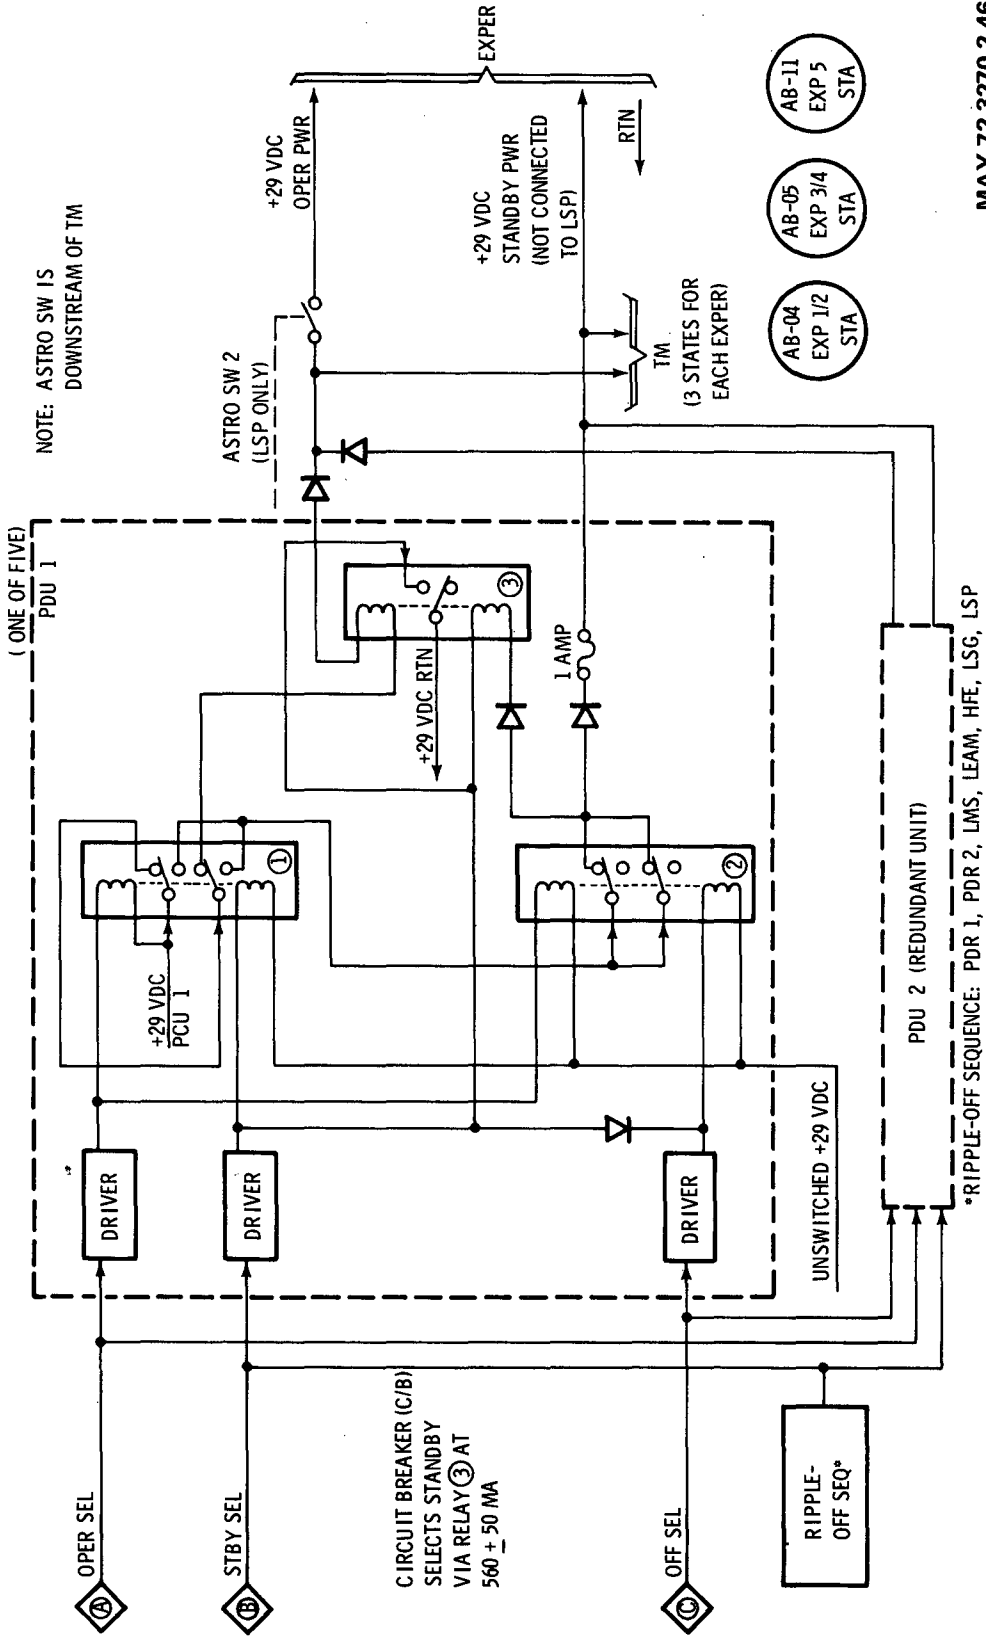 (ONE OF FIVE)
PDU 1
NOTE: ASTRO SW IS
DOWNSTREAM OF TM
ASTRO SW 2
(LSP ONLY)
+29 VDC
OPER PWR
EXPER
+29 VDC
STANDBY PWR
(NOT CONNECTED
TO LSP)
RTN
TM
(3 STATES FOR
EACH EXPER)
AB-04
EXP 1/2
STA
AB-05
EXP 3/4
STA
AB-11
EXP 5
STA
A
OPER SEL
DRIVER
+29 VDC
PCU 1
1
+29 VDC RTN
3
B
STBY SEL
DRIVER
1 AMP
2
CIRCUIT BREAKER (C/B)
SELECTS STANDBY
VIA RELAY 3 AT
560 ± 50 MA
C
OFF SEL
DRIVER
UNSWITCHED +29 VDC
RIPPLE-
OFF SEQ*
PDU 2 (REDUNDANT UNIT)
*RIPPLE-OFF SEQUENCE: PDR 1, PDR 2, LMS, LEAM, HFE, LSG, LSP